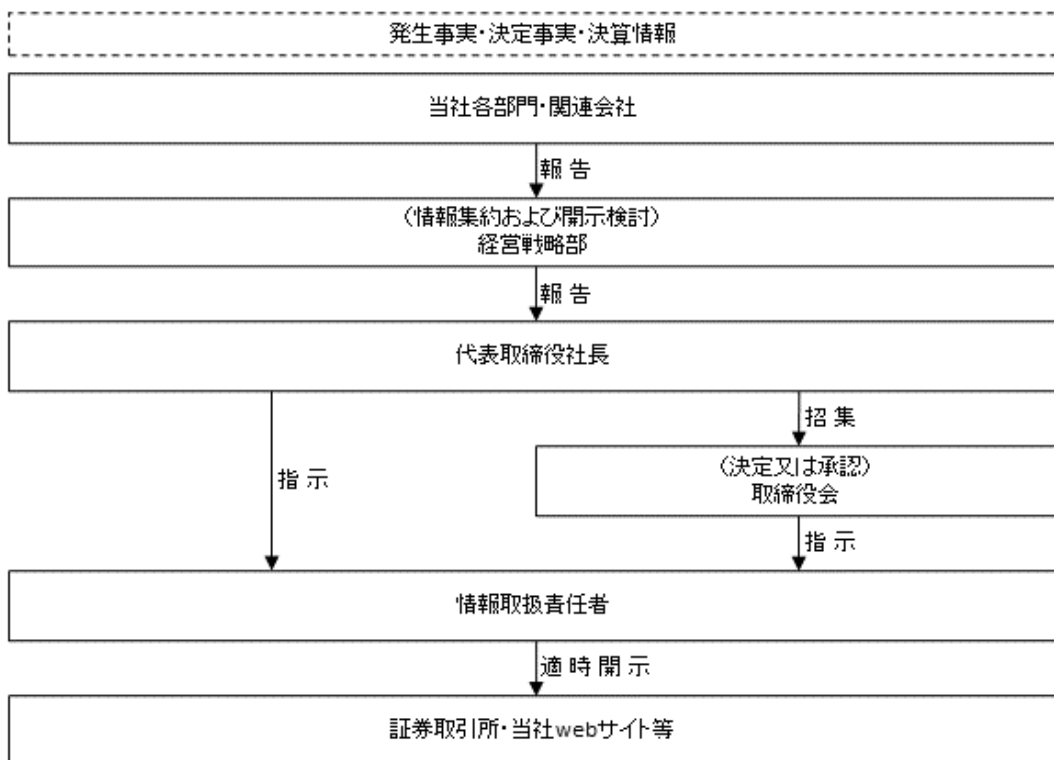 発生事実・決定事実・決算情報
当社各部門・関連会社
報告
(情報集約および開示検討)
経営戦略部
報告
代表取締役社長
招集
(決定又は承認)
取締役会
指示
指示
情報取扱責任者
適時開示
証券取引所・当社webサイト等